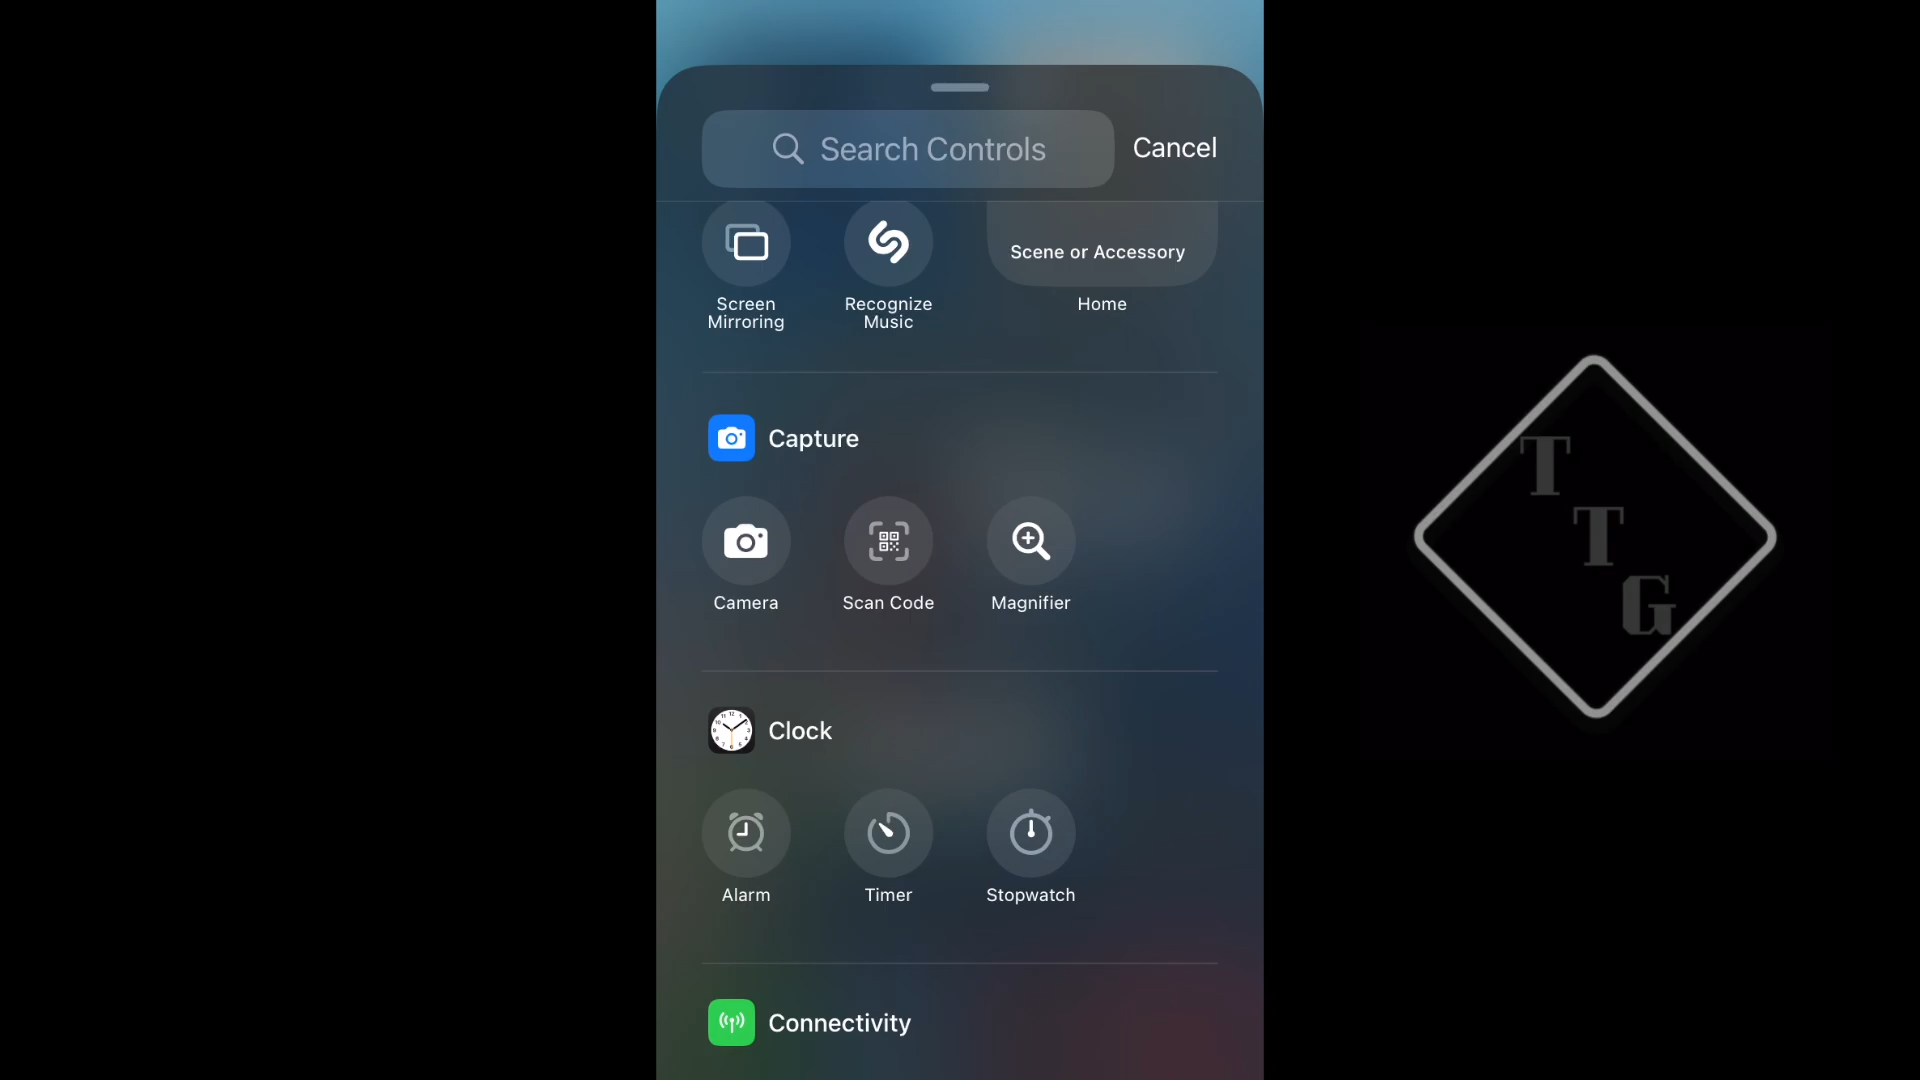 Search Controls
Cancel
Scene or Accessory
Screen
Mirroring
Recognize
Music
Home
Capture
Camera
Scan Code
Magnifier
Clock
Alarm
Timer
Stopwatch
Connectivity
T
T
G